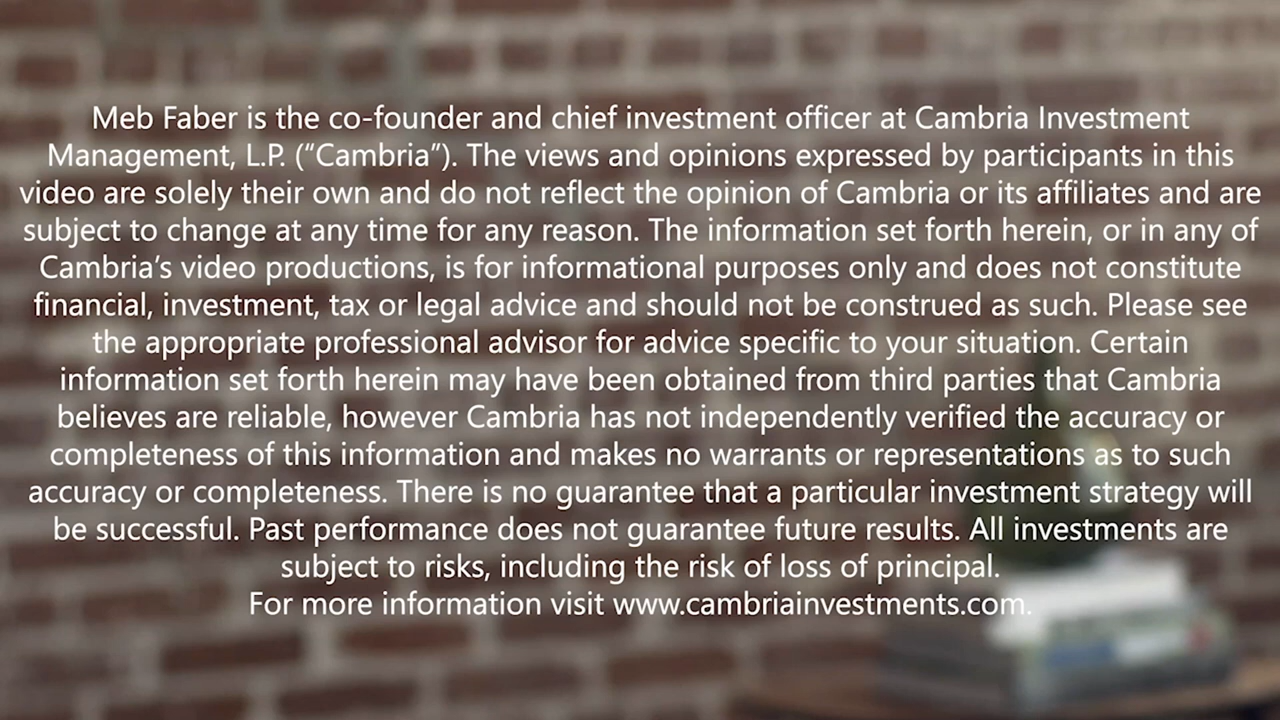 Meb Faber is the co-founder and chief investment officer at Cambria Investment
Management, L.P. (“Cambria”). The views and opinions expressed by participants in this
video are solely their own and do not reflect the opinion of Cambria or its affiliates and are
subject to change at any time for any reason. The information set forth herein, or in any of
Cambria’s video productions, is for informational purposes only and does not constitute
financial, investment, tax or legal advice and should not be construed as such. Please see
the appropriate professional advisor for advice specific to your situation. Certain
information set forth herein may have been obtained from third parties that Cambria
believes are reliable, however Cambria has not independently verified the accuracy or
completeness of this information and makes no warrants or representations as to such
accuracy or completeness. There is no guarantee that a particular investment strategy will
be successful. Past performance does not guarantee future results. All investments are
subject to risks, including the risk of loss of principal.
For more information visit www.cambriainvestments.com.